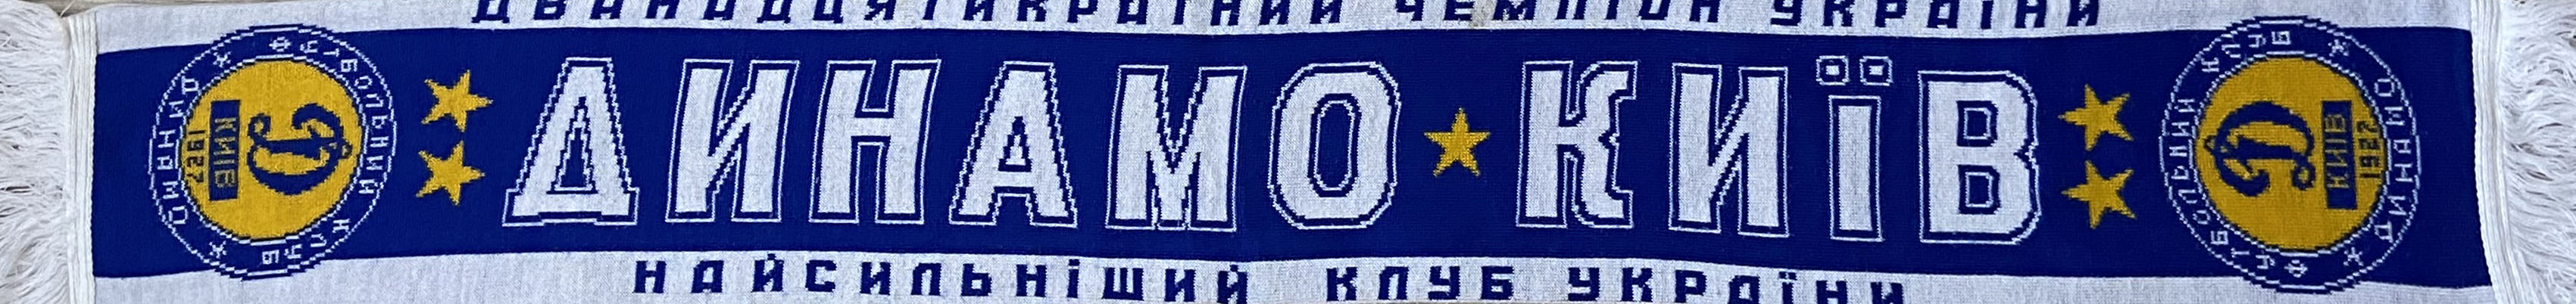 ДВАНАДЦЯТИКРАТНИЙ ЧЕМПІОН УКРАЇНИ
ФУТБОЛЬНИЙ КЛУБ
ДИНАМО
КИЇВ
1927
ДИНАМО КИЇВ
ФУТБОЛЬНИЙ КЛУБ
ДИНАМО
КИЇВ
1927
НАЙСИЛЬНІШИЙ КЛУБ УКРАЇНИ